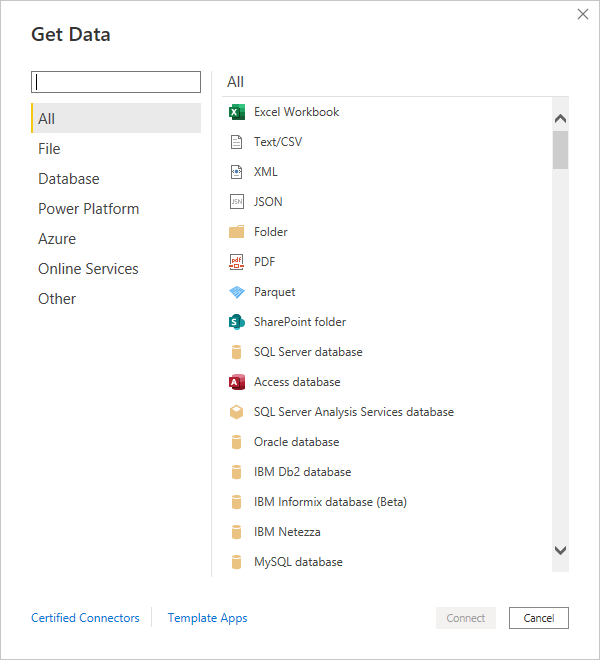 Get Data
All
File
Database
Power Platform
Azure
Online Services
Other
All
Excel Workbook
Text/CSV
XML
JSON
Folder
PDF
Parquet
SharePoint folder
SQL Server database
Access database
SQL Server Analysis Services database
Oracle database
IBM Db2 database
IBM Informix database (Beta)
IBM Netezza
MySQL database
Certified Connectors
Template Apps
Connect
Cancel